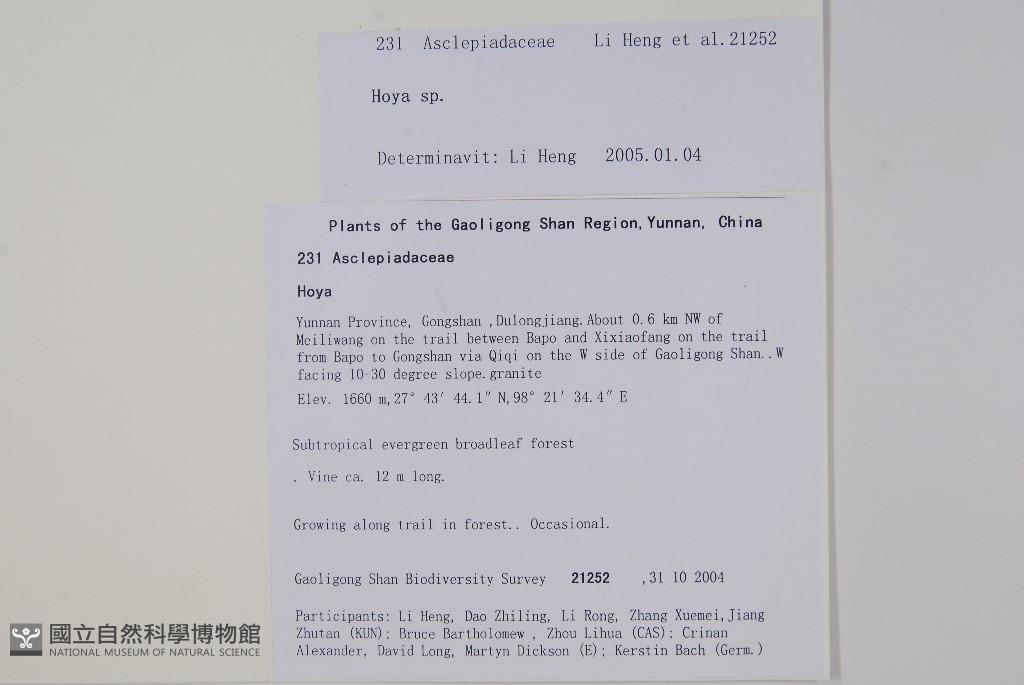 231 Asclepiadaceae Li Heng et al.21252
Hoya sp.
Determinavit: Li Heng 2005.01.04
Plants of the Gaoligong Shan Region,Yunnan, China
231 Asclepiadaceae
Hoya
Yunnan Province, Gongshan ,Dulongjiang.About 0.6 km NW of
Meiliwang on the trail between Bapo and Xixiaofang on the trail
from Bapo to Gongshan via Qiqi on the W side of Gaoligong Shan..W
facing 10-30 degree slope.granite
Elev. 1660 m,27° 43′ 44.1″ N,98° 21′ 34.4″ E
Subtropical evergreen broadleaf forest
. Vine ca. 12 m long.
Growing along trail in forest.. Occasional.
Gaoligong Shan Biodiversity Survey 21252 ,31 10 2004
Participants: Li Heng, Dao Zhiling, Li Rong, Zhang Xuemei,Jiang
Zhutan (KUN); Bruce Bartholomew , Zhou Lihua (CAS); Crinan
Alexander, David Long, Martyn Dickson (E); Kerstin Bach (Germ.)
國立自然科學博物館
NATIONAL MUSEUM OF NATURAL SCIENCE